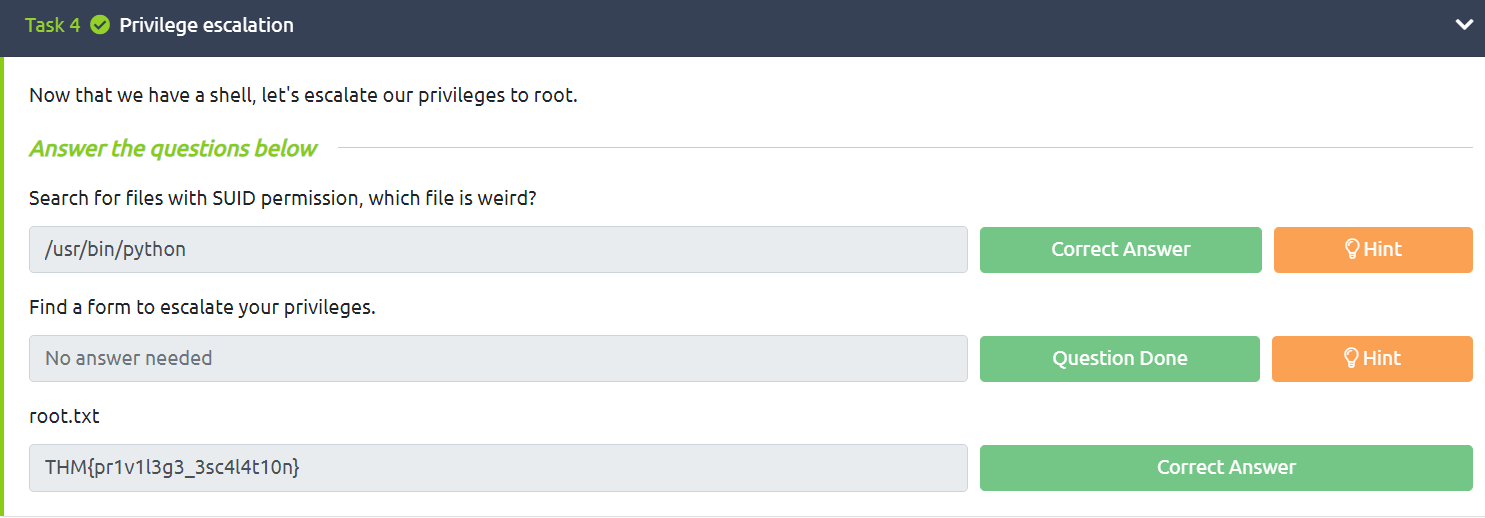 Task 4 Privilege escalation
Now that we have a shell, let's escalate our privileges to root.
Answer the questions below
Search for files with SUID permission, which file is weird?
/usr/bin/python Correct Answer Hint
Find a form to escalate your privileges.
No answer needed Question Done Hint
root.txt
THM{pr1v1l3g3_3sc4l4t10n} Correct Answer